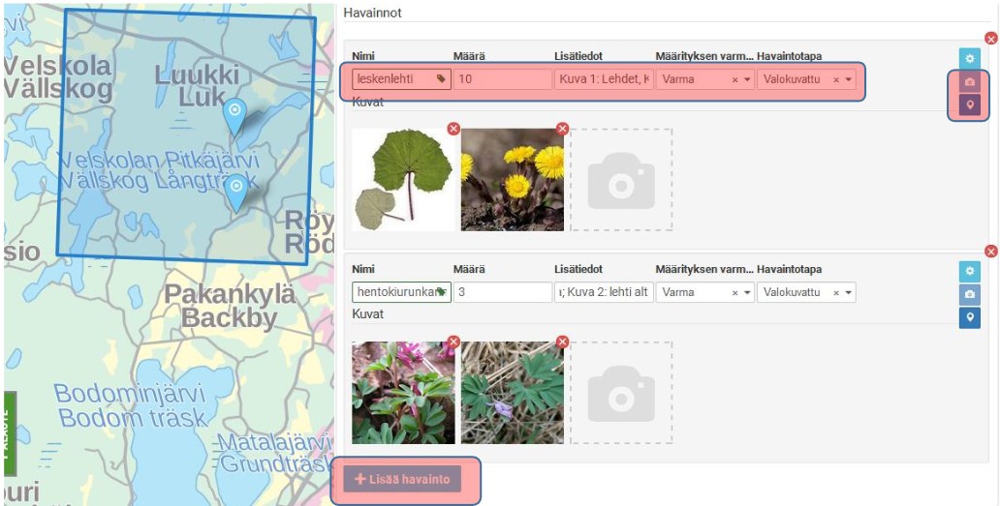 Velskola
Vällskog
Luukki
Luk
Velskolan Pitkäjärvi
Vällskog Långträsk
Röy
Röd
sio
Pakankylä
Backby
Bodominjärvi
Bodom träsk
Matalajärvi
Grundträsk
uri
Havainnot
Nimi Määrä Lisätiedot Määrityksen varm... Havaintotapa
leskenlehti 10 Kuva 1: Lehdet, K Varma × Valokuvattu ×
Kuvat
Nimi Määrä Lisätiedot Määrityksen varm... Havaintotapa
hentokiurunkan 3 ; Kuva 2: lehti alt Varma × Valokuvattu ×
Kuvat
+ Lisää havainto